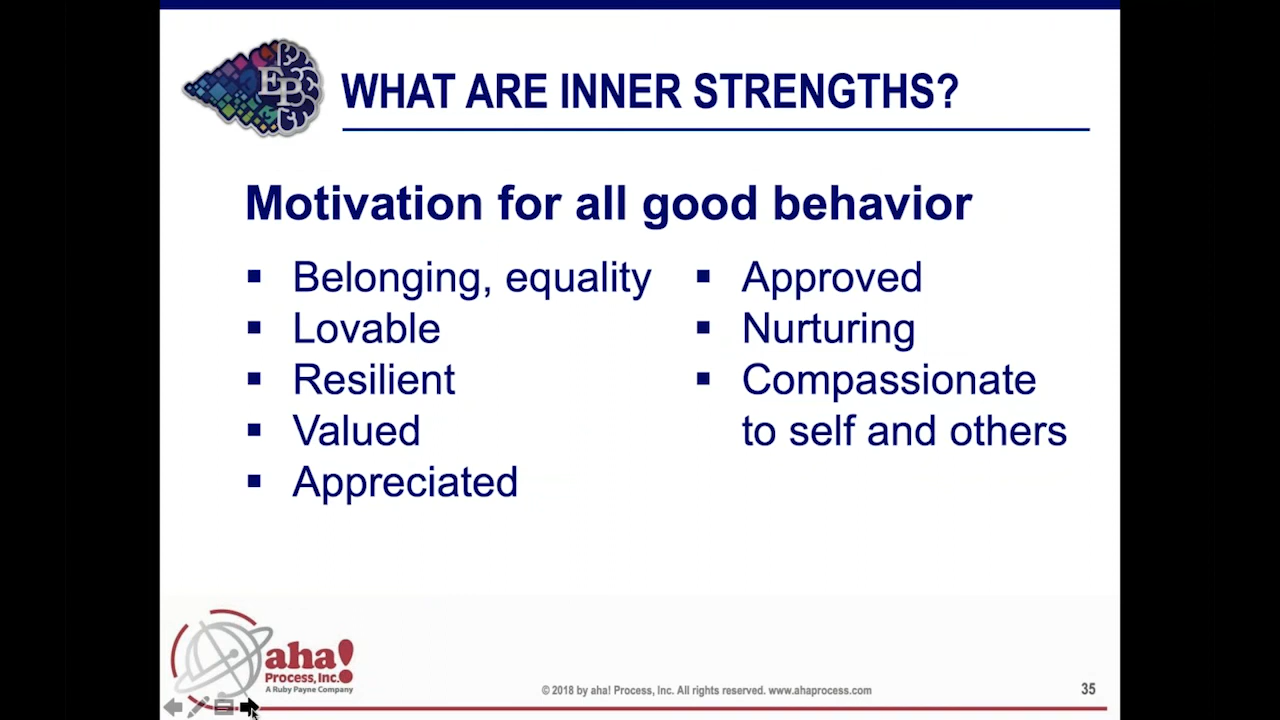 EP
WHAT ARE INNER STRENGTHS?
Motivation for all good behavior
▪ Belonging, equality
▪ Lovable
▪ Resilient
▪ Valued
▪ Appreciated
▪ Approved
▪ Nurturing
▪ Compassionate
to self and others
aha!
Process, Inc.
A Ruby Payne Company
© 2018 by aha! Process, Inc. All rights reserved. www.ahaprocess.com
35